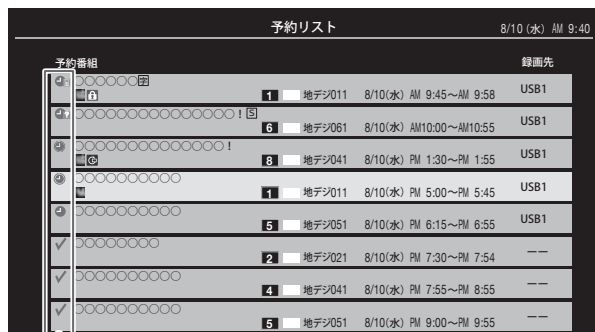 予約リスト 8/10 (水) AM 9:40
予約番組 録画先
○○○○○○字
1 地デジ011 8/10(水) AM 9:45～AM 9:58 USB1
○○○○○○○○○○○○○○○！S
6 地デジ061 8/10(水) AM10:00～AM10:55 USB1
○○○○○○○○○○○○○○！
8 地デジ041 8/10(水) PM 1:30～PM 1:55 USB1
○○○○○○○○○○
1 地デジ011 8/10(水) PM 5:00～PM 5:45 USB1
○○○○○○○○○○
5 地デジ051 8/10(水) PM 6:15～PM 6:55 USB1
○○○○○○○○
2 地デジ021 8/10(水) PM 7:30～PM 7:54 −−
○○○○○○○○○○
4 地デジ041 8/10(水) PM 7:55～PM 8:55 −−
○○○○○○○○○○
5 地デジ051 8/10(水) PM 9:00～PM 9:55 −−